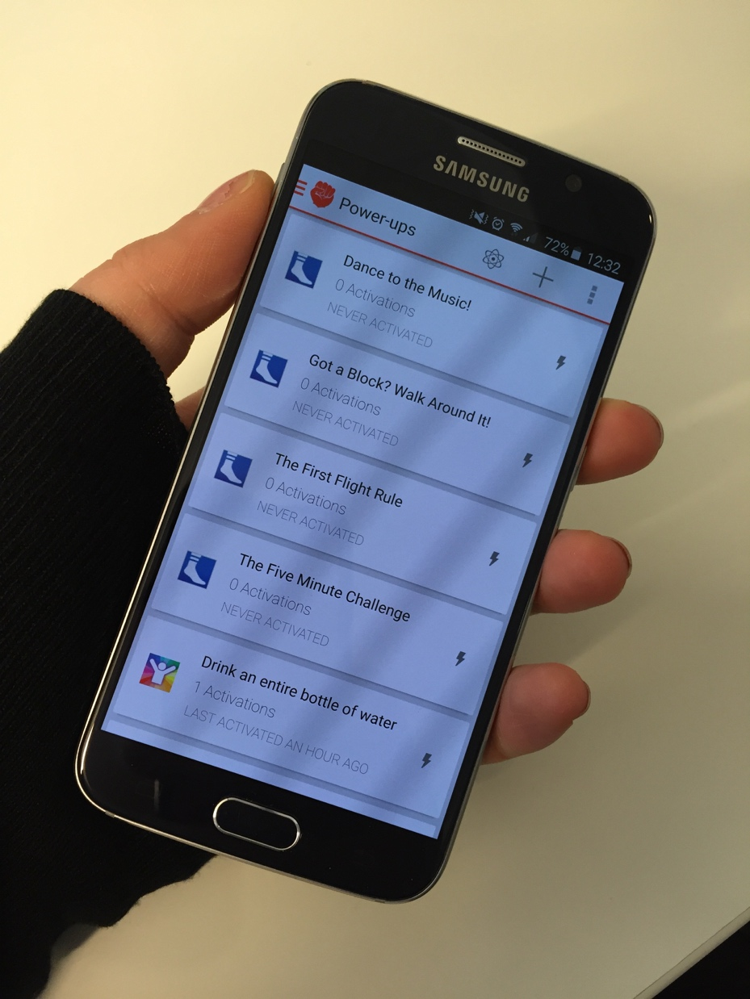 SAMSUNG
72% 12:32
Power-ups
Dance to the Music!
0 Activations
NEVER ACTIVATED
Got a Block? Walk Around It!
0 Activations
NEVER ACTIVATED
The First Flight Rule
0 Activations
NEVER ACTIVATED
The Five Minute Challenge
0 Activations
NEVER ACTIVATED
Drink an entire bottle of water
1 Activations
LAST ACTIVATED AN HOUR AGO